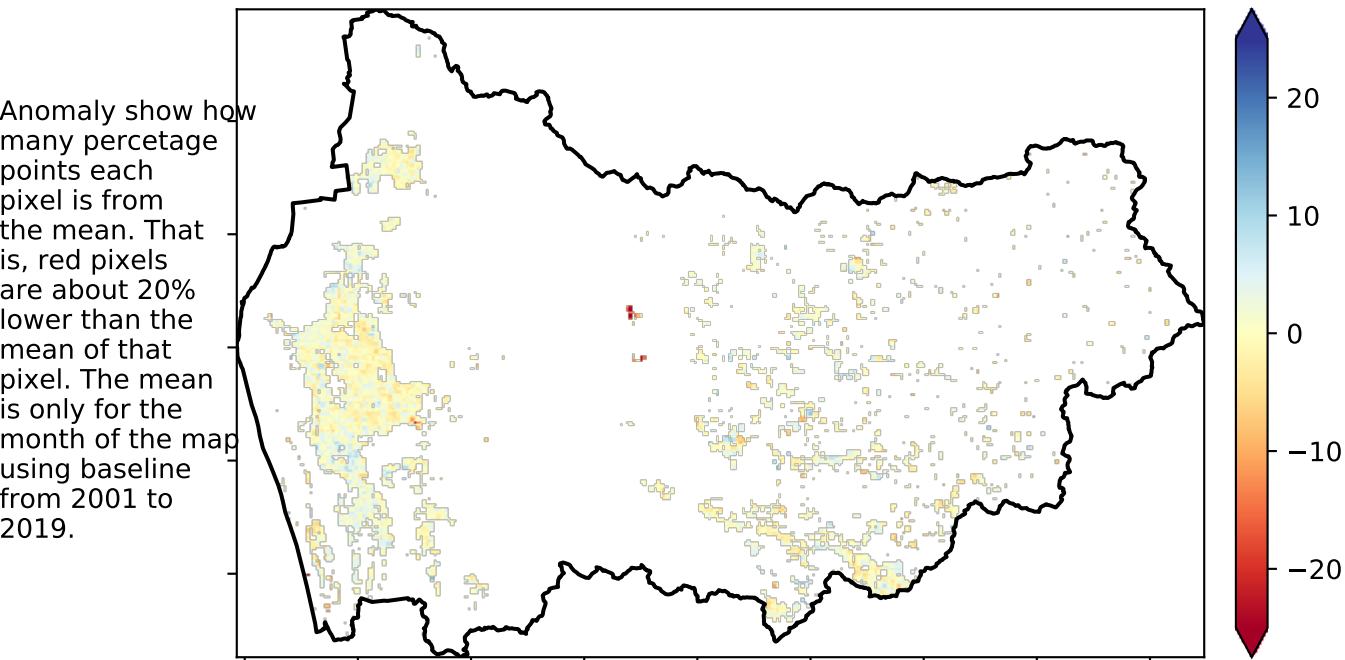 Anomaly show how
many percetage
points each
pixel is from
the mean. That
is, red pixels
are about 20%
lower than the
mean of that
pixel. The mean
is only for the
month of the map
using baseline
from 2001 to
2019.
20
10
0
−10
−20